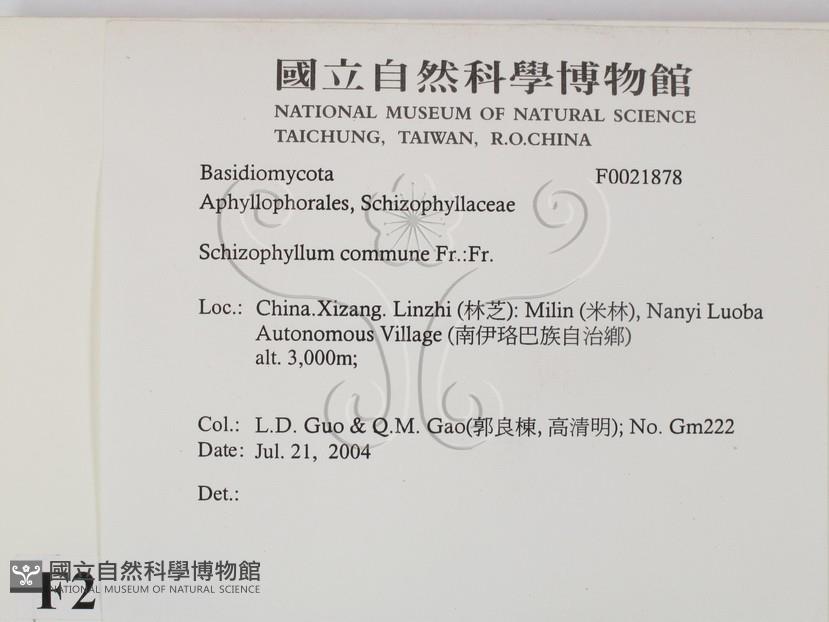 國立自然科學博物館
NATIONAL MUSEUM OF NATURAL SCIENCE
TAICHUNG, TAIWAN, R.O.CHINA
Basidiomycota F0021878
Aphyllophorales, Schizophyllaceae
Schizophyllum commune Fr.:Fr.
Loc.: China.Xizang. Linzhi (林芝): Milin (米林), Nanyi Luoba
Autonomous Village (南伊珞巴族自治鄉)
alt. 3,000m;
Col.: L.D. Guo & Q.M. Gao(郭良棟, 高清明); No. Gm222
Date: Jul. 21, 2004
Det.:
國立自然科學博物館
NATIONAL MUSEUM OF NATURAL SCIENCE
F2